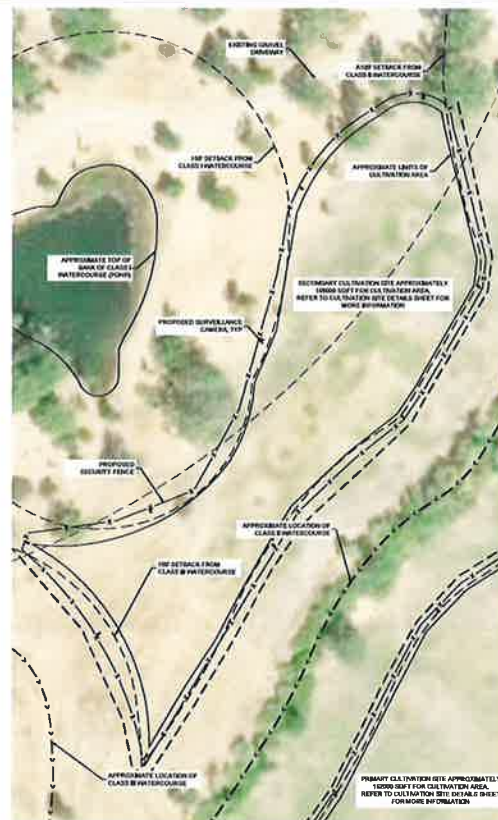 EXISTING GRAVEL
DRIVEWAY
SETBACK FROM
CLASS II WATERCOURSE
SETBACK FROM
CLASS I WATERCOURSE
APPROXIMATE LIMITS OF
CULTIVATION AREA
APPROXIMATE TOP OF
BANK OF CLASS I
WATERCOURSE (POND)
SECONDARY CULTIVATION SITE APPROXIMATELY
SQFT FOR CULTIVATION AREA.
REFER TO CULTIVATION SITE DETAILS SHEET FOR
MORE INFORMATION
PROPOSED SURVEILLANCE
CAMERA, TYP
PROPOSED
SECURITY FENCE
APPROXIMATE LOCATION OF
CLASS II WATERCOURSE
SETBACK FROM
CLASS III WATERCOURSE
APPROXIMATE LOCATION OF
CLASS III WATERCOURSE
PRIMARY CULTIVATION SITE APPROXIMATELY
SQFT FOR CULTIVATION AREA.
REFER TO CULTIVATION SITE DETAILS SHEET
FOR MORE INFORMATION